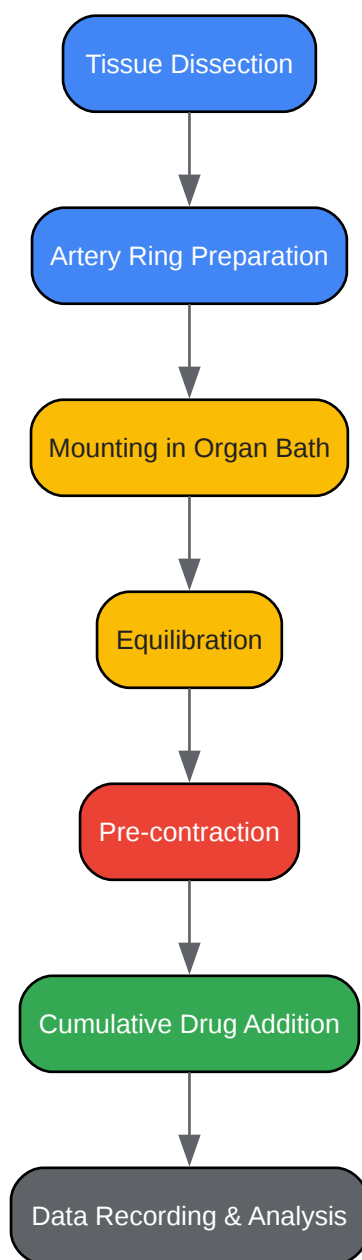 Tissue Dissection
Artery Ring Preparation
Mounting in Organ Bath
Equilibration
Pre-contraction
Cumulative Drug Addition
Data Recording & Analysis